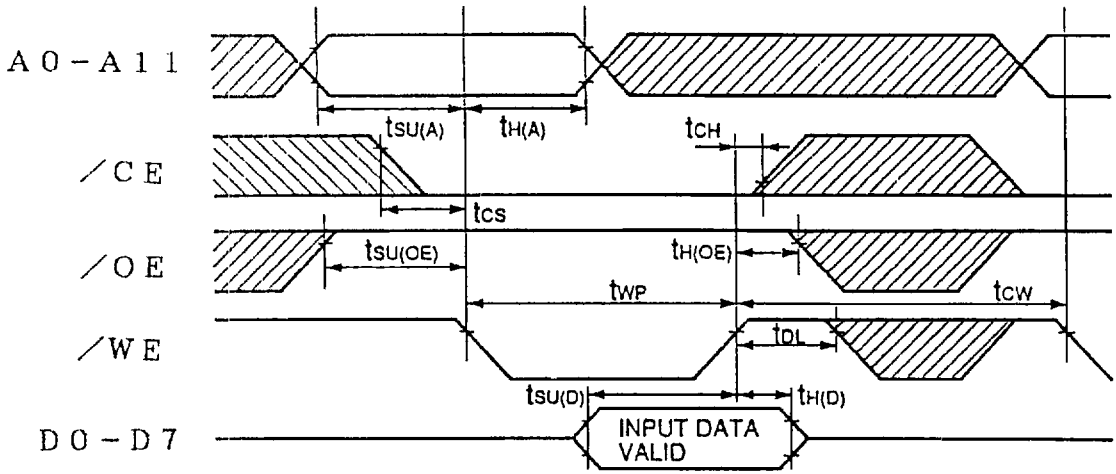 A0-A11
tSU(A) tH(A)
tCH
/CE
tCS
tSU(OE) tH(OE)
/OE
tWP tCW
/WE
tDL
tSU(D) tH(D)
D0-D7
INPUT DATA
VALID